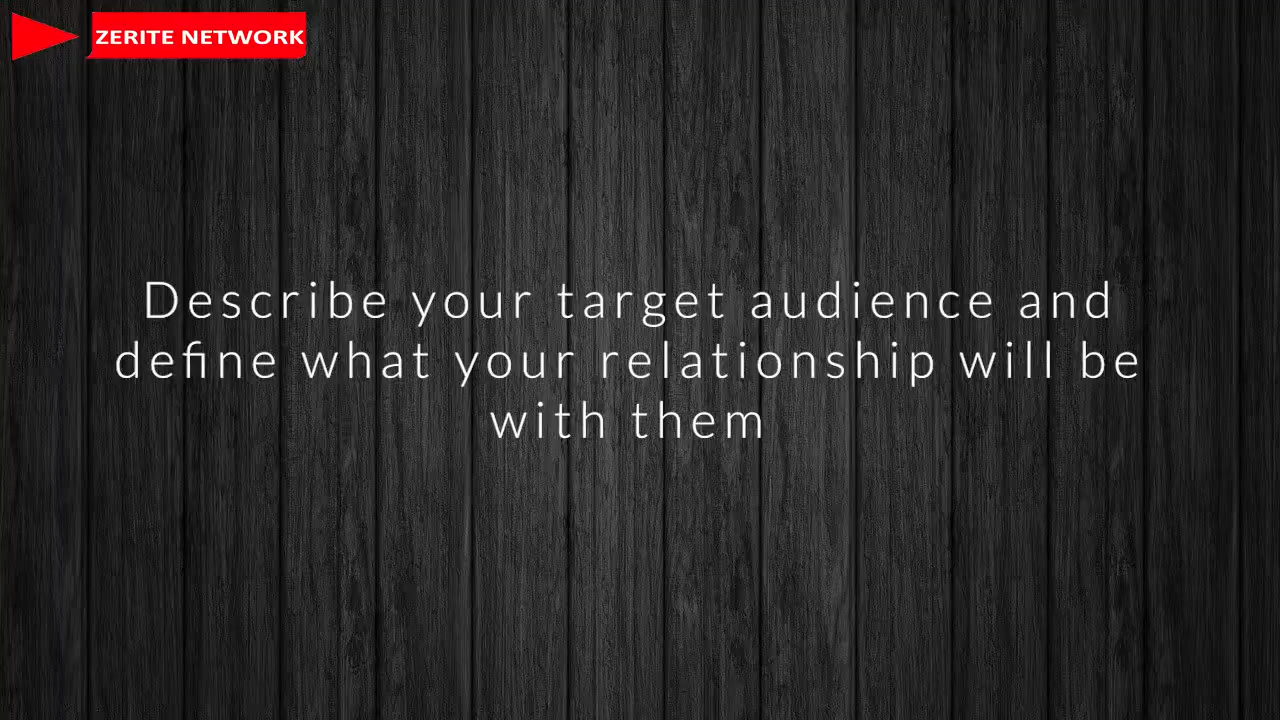 ZERITE NETWORK
Describe your target audience and
define what your relationship will be
with them